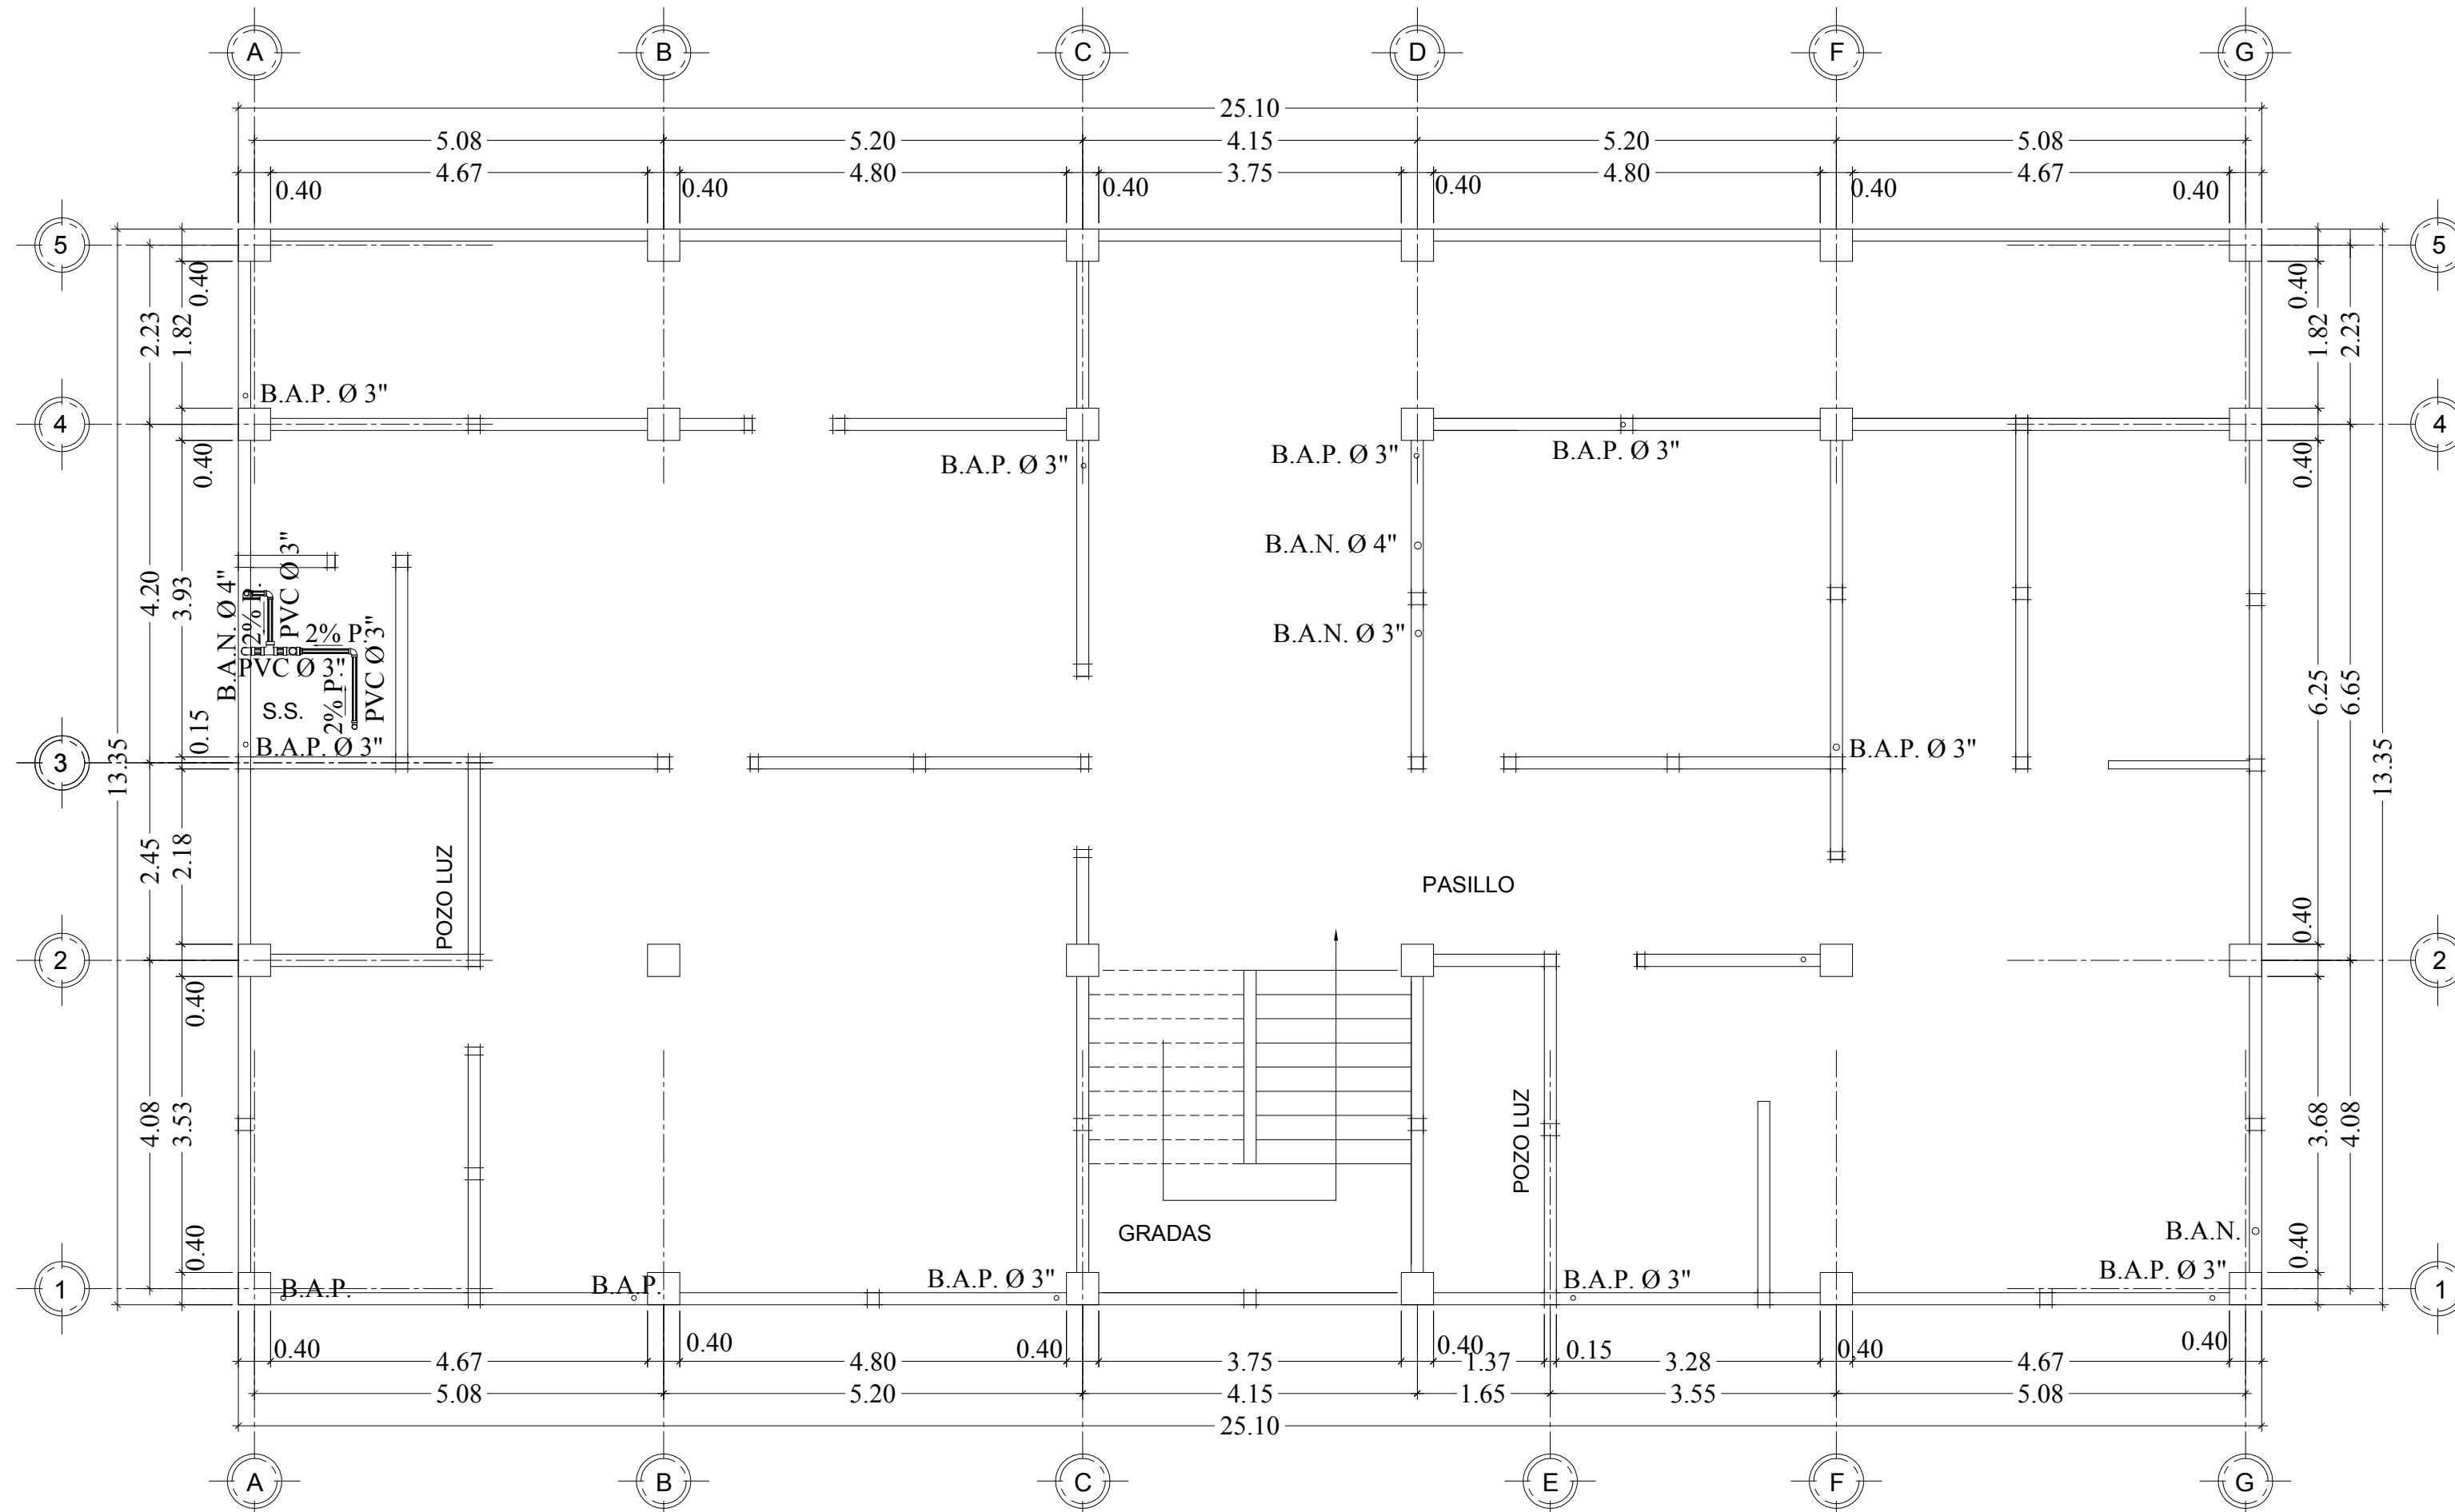 A B C D F G
25.10
5.08 5.20 4.15 5.20 5.08
4.67 4.80 3.75 4.80 4.67
0.40 0.40 0.40 0.40 0.40 0.40
5 5
0.40 0.40
2.23 1.82 1.82 2.23
B.A.P. Ø 3"
4 4
0.40 0.40
B.A.P. Ø 3" B.A.P. Ø 3" B.A.P. Ø 3"
B.A.N. Ø 4"
B.A.N. Ø 3"
4.20 3.93
B.A.N. Ø 4"
2% P.
PVC Ø 3"
2% P.
PVC Ø 3"
PVC Ø 3"
2% P.
S.S.
6.25 6.65
0.15
B.A.P. Ø 3" B.A.P. Ø 3"
3 3
13.35 13.35
2.45 2.18
POZO LUZ
PASILLO
0.40
2 2
0.40
4.08 3.53
POZO LUZ
3.68 4.08
GRADAS
B.A.N.
0.40 0.40
B.A.P. Ø 3" B.A.P. Ø 3" B.A.P. Ø 3"
B.A.P. B.A.P.
1 1
0.40 0.40 0.40 0.40 0.15 0.40 0.40
4.67 4.80 3.75 1.37 3.28 4.67
5.08 5.20 4.15 1.65 3.55 5.08
25.10
A B C E F G